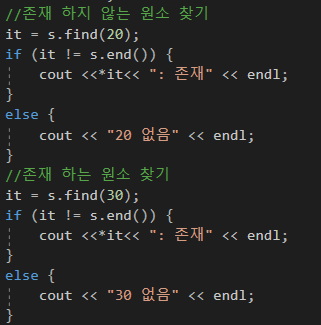 //존재 하지 않는 원소 찾기
it = s.find(20);
if (it != s.end()) {
cout <<*it<< ": 존재" << endl;
}
else {
cout << "20 없음" << endl;
}
//존재 하는 원소 찾기
it = s.find(30);
if (it != s.end()) {
cout <<*it<< ": 존재" << endl;
}
else {
cout << "30 없음" << endl;
}